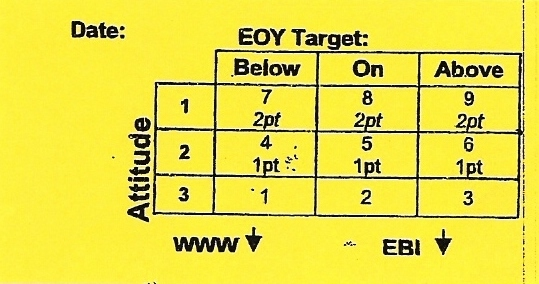 Date:
EOY Target:
Below On Above
Attitude
1 7 8 9
2pt 2pt 2pt
2 4 5 6
1pt 1pt 1pt
3 1 2 3
WWW ↓ EBI ↓